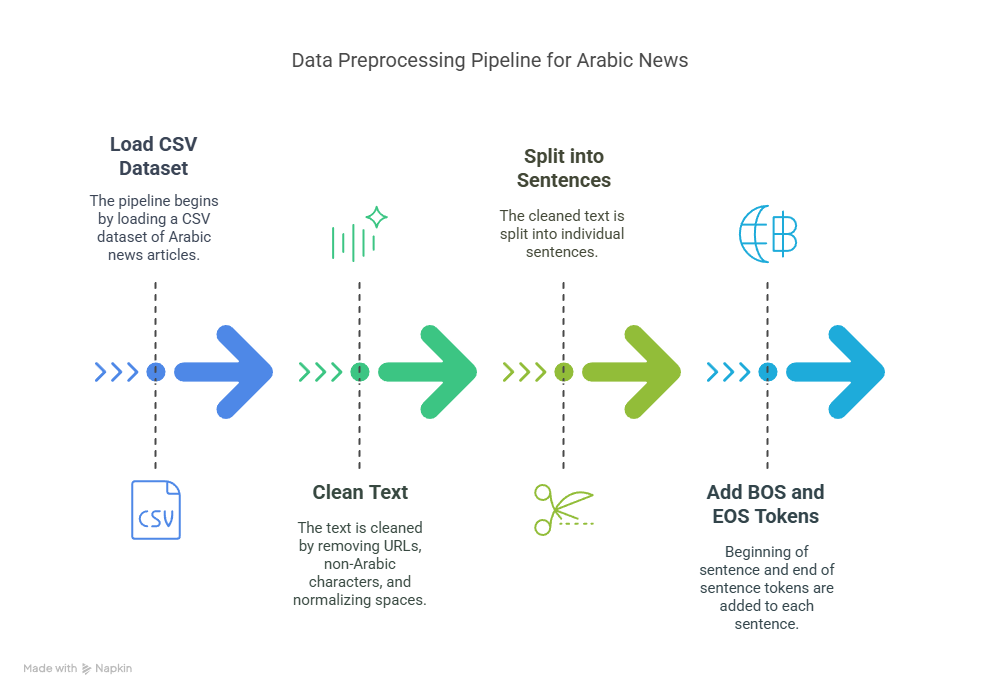 Data Preprocessing Pipeline for Arabic News
Load CSV
Dataset
The pipeline begins
by loading a CSV
dataset of Arabic
news articles.
CSV
Clean Text
The text is cleaned
by removing URLs,
non-Arabic
characters, and
normalizing spaces.
Split into
Sentences
The cleaned text is
split into individual
sentences.
Add BOS and
EOS Tokens
Beginning of
sentence and end of
sentence tokens are
added to each
sentence.
Made with Napkin